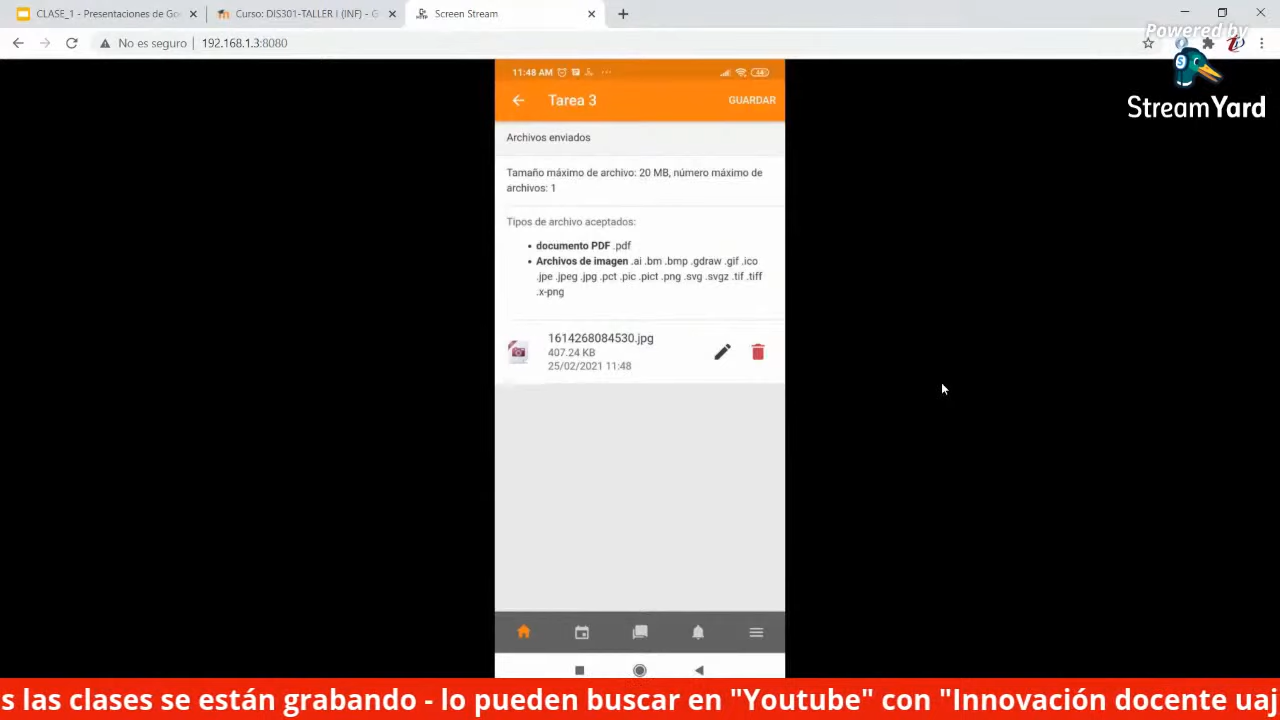 CLASE_1 - Presentaciones de Go
Curso: DIS301-TALLER I (INF) - G
Screen Stream
No es seguro
192.168.1.3:8080
Powered by
StreamYard
11:48 AM
Tarea 3
GUARDAR
Archivos enviados
Tamaño máximo de archivo: 20 MB, número máximo de
archivos: 1
Tipos de archivo aceptados:
• documento PDF .pdf
• Archivos de imagen .ai .bm .bmp .gdraw .gif .ico
.jpe .jpeg .jpg .pct .pic .pict .png .svg .svgz .tif .tiff
.x-png
1614268084530.jpg
407.24 KB
25/02/2021 11:48
s las clases se están grabando - lo pueden buscar en "Youtube" con "Innovación docente uaj